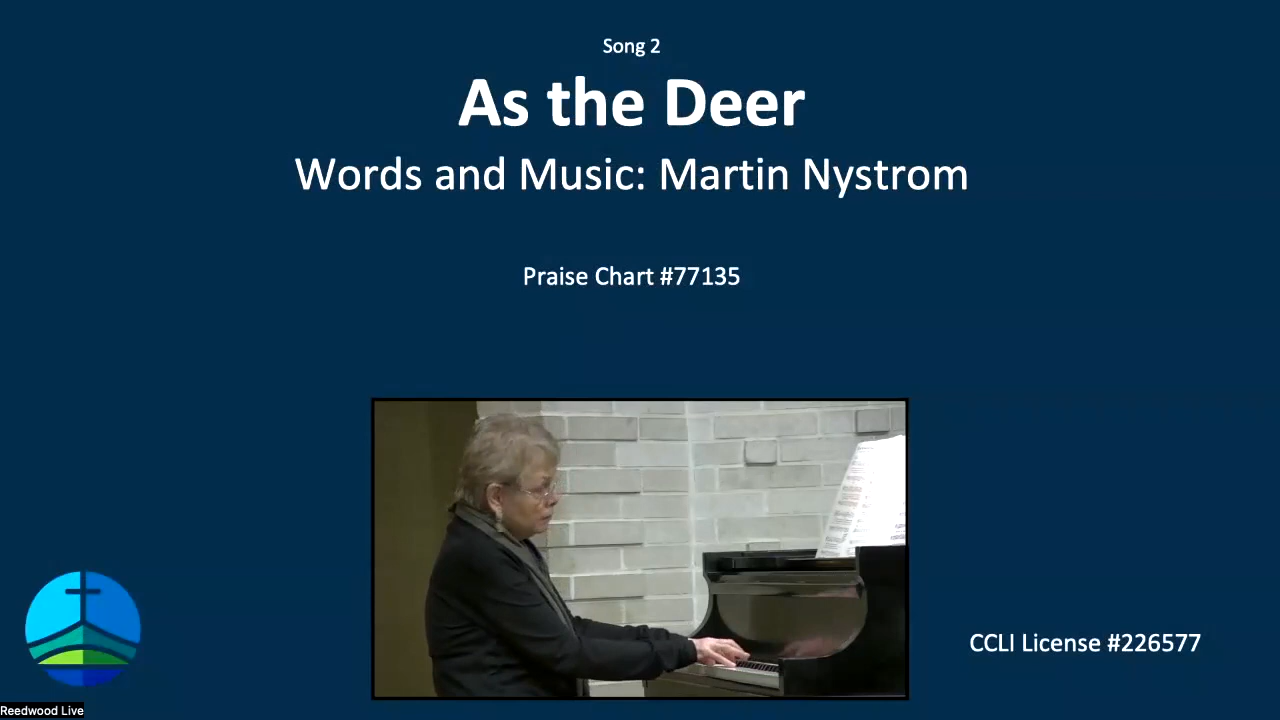 Song 2
As the Deer
Words and Music: Martin Nystrom
Praise Chart #77135
CCLI License #226577
Reedwood Live